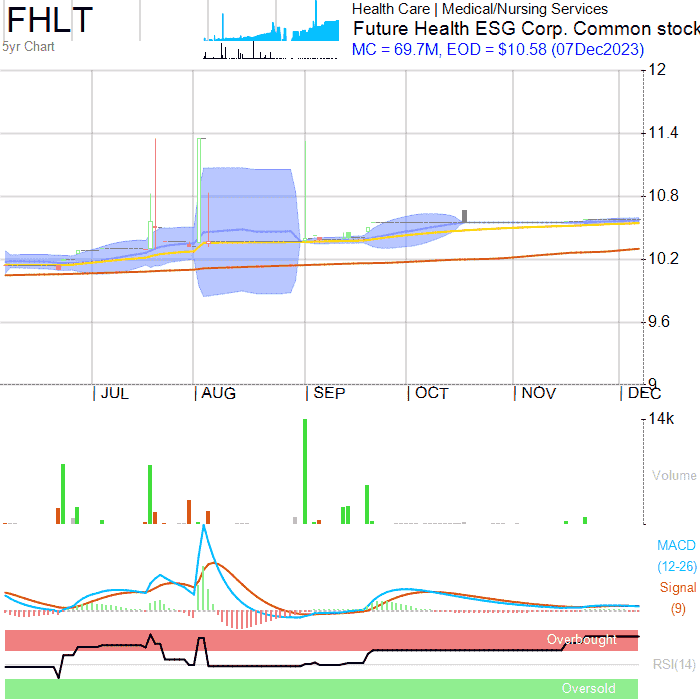 FHLT
5yr Chart
Health Care | Medical/Nursing Services
Future Health ESG Corp. Common stock
MC = 69.7M, EOD = $10.58 (07Dec2023)
12
11.4
10.8
10.2
9.6
9
JUL AUG SEP OCT NOV DEC
14k
Volume
MACD
(12-26)
Signal
(9)
Overbought
RSI(14)
Oversold